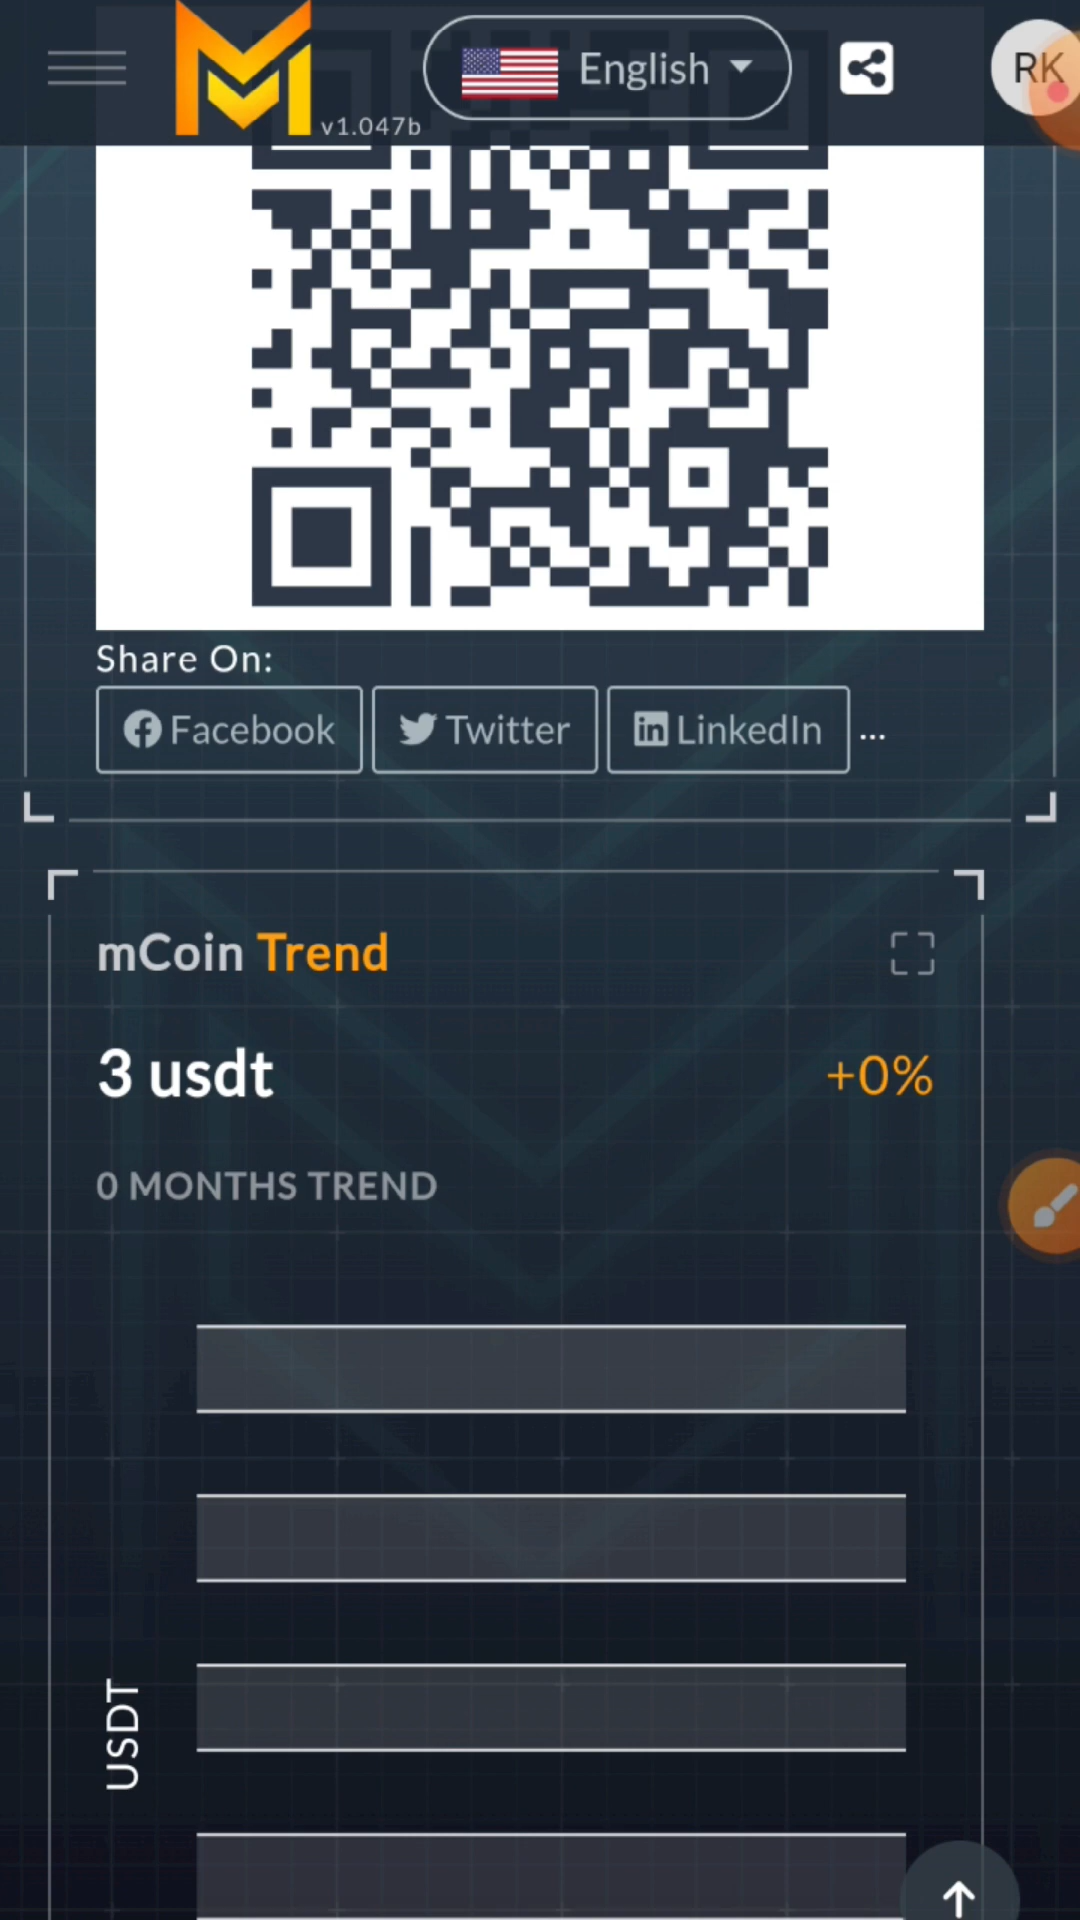 English
RK
v1.047b
Share On:
Facebook
Twitter
LinkedIn
...
mCoin Trend
3 usdt
+0%
0 MONTHS TREND
USDT